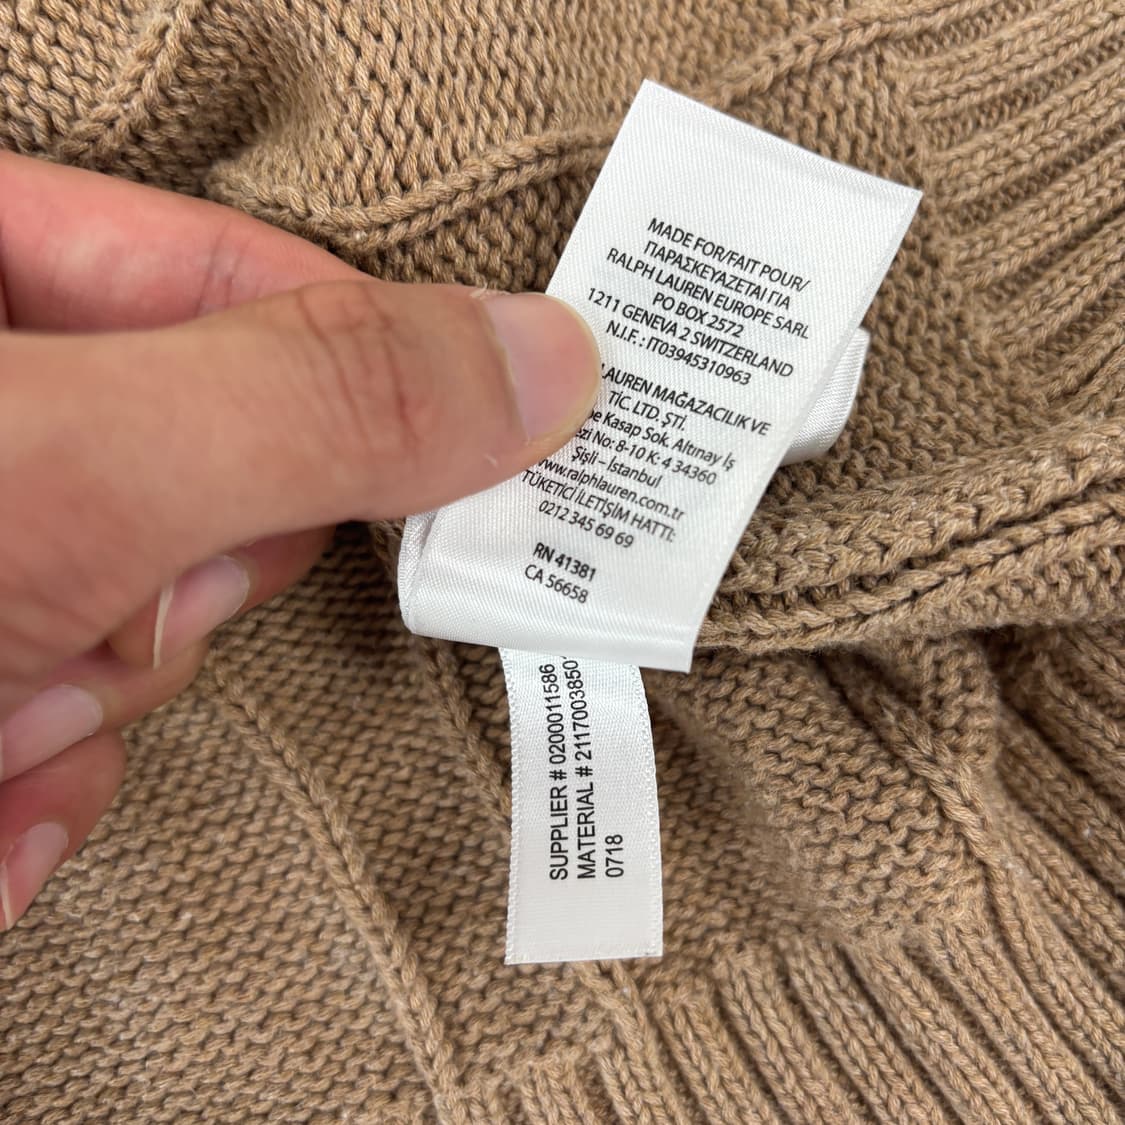 MADE FOR/FAIT POUR/
ΠΑΡΑΣΚΕΥΑΖΕΤΑΙ ΓΙΑ
RALPH LAUREN EUROPE SARL
PO BOX 2572
1211 GENEVA 2 SWITZERLAND
N.I.F. : IT03945310963
LAUREN MAĞAZACILIK VE
TİC. LTD. ŞTİ.
Kasap Sok. Altınay İş
No: 8-10 K: 4 34360
Şişli – İstanbul
www.ralphlauren.com.tr
TÜKETİCİ İLETİŞİM HATTI:
0212 345 69 69
RN 41381
CA 56658
SUPPLIER # 0200011586
MATERIAL #
0718